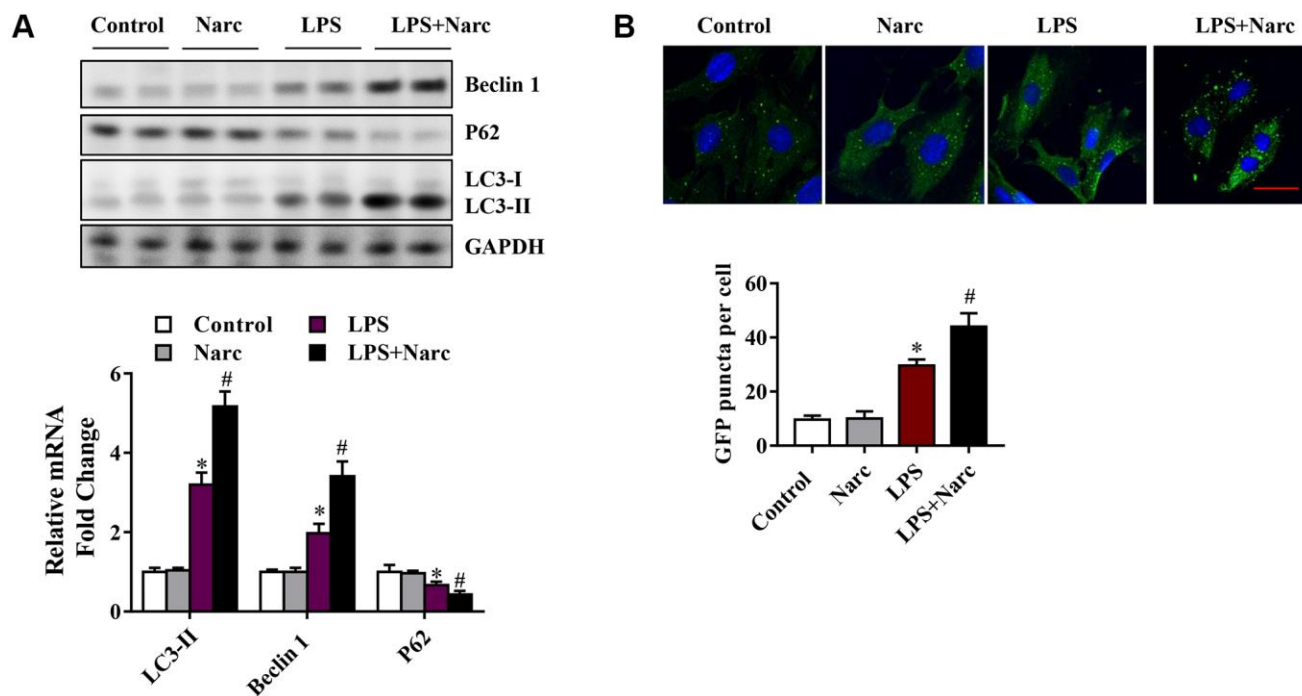 A
Control Narc LPS LPS+Narc
Beclin 1
P62
LC3-I
LC3-II
GAPDH
Control LPS
Narc LPS+Narc
Relative mRNA
Fold Change
6
4
2
0
* # * # * #
LC3-II Beclin 1 P62
B
Control Narc LPS LPS+Narc
GFP puncta per cell
60
40
20
0
* #
Control Narc LPS LPS+Narc